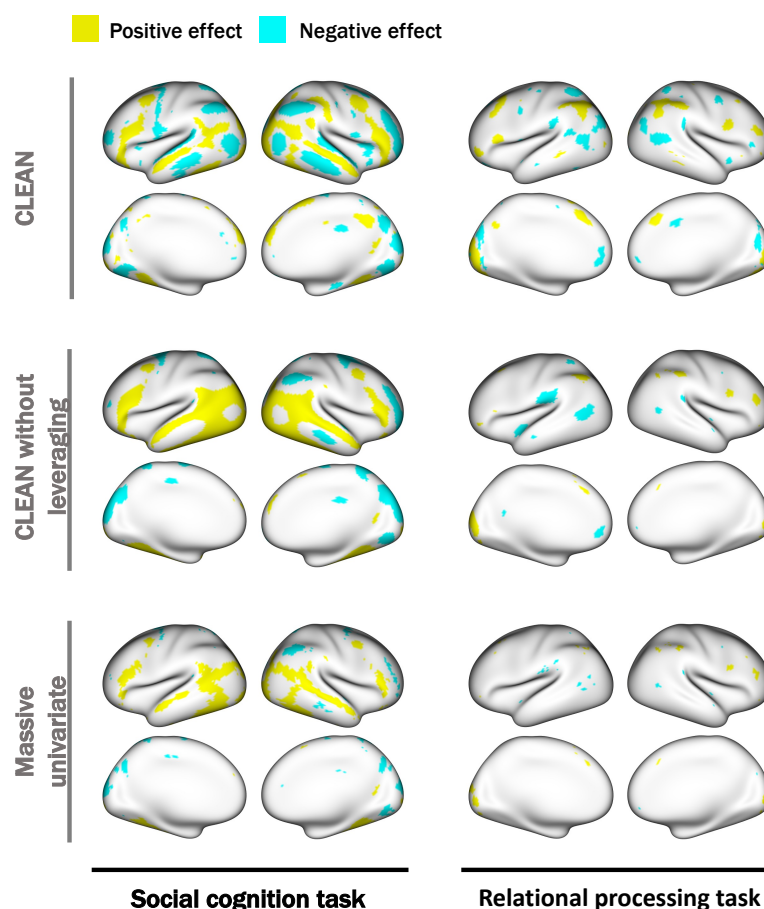 Positive effect Negative effect
CLEAN
CLEAN without
leveraging
Massive
univariate
Social cognition task Relational processing task